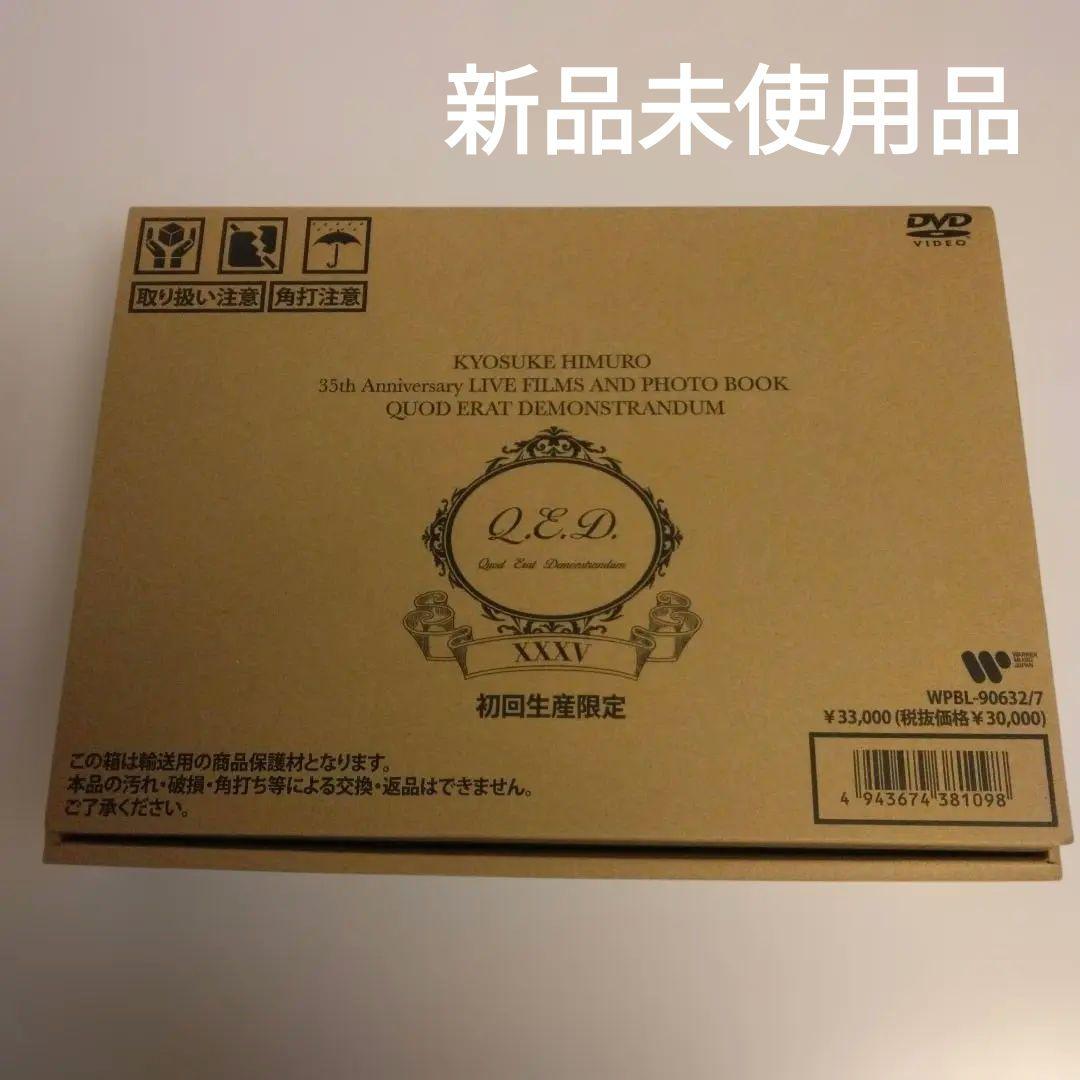 新品未使用品
DVD
VIDEO
取り扱い注意 角打注意
KYOSUKE HIMURO
35th Anniversary LIVE FILMS AND PHOTO BOOK
QUOD ERAT DEMONSTRANDUM
Q.E.D.
Quod Erat Demonstrandum
XXXV
初回生産限定
WARNER
MUSIC
JAPAN
WPBL-90632/7
¥33,000 (税抜価格¥30,000)
この箱は輸送用の商品保護材となります。
本品の汚れ・破損・角打ち等による交換・返品はできません。
ご了承ください。
4 943674 381098